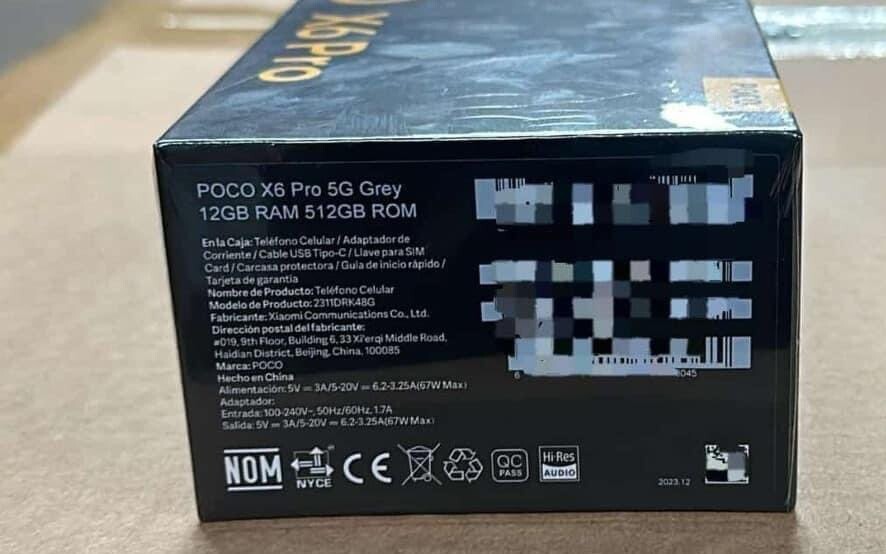 X6 Pro
POCO
POCO X6 Pro 5G Grey
12GB RAM 512GB ROM
En la Caja: Teléfono Celular / Adaptador de
Corriente / Cable USB Tipo-C / Llave para SIM
Card / Carcasa protectora / Guía de inicio rápido /
Tarjeta de garantía
Nombre de Producto: Teléfono Celular
Modelo de Producto: 2311DRK48G
Fabricante: Xiaomi Communications Co., Ltd.
Dirección postal del fabricante:
#019, 9th Floor, Building 6, 33 Xi'erqi Middle Road,
Haidian District, Beijing, China, 100085
Marca: POCO
Hecho en China
Alimentación: 5V = 3A/5-20V = 6.2-3.25A(67W Max)
Adaptador:
Entrada: 100-240V~, 50Hz/60Hz, 1.7A
Salida: 5V = 3A/5-20V = 6.2-3.25A(67W Max)
NOM
NYCE
CE
QC
PASS
Hi-Res
AUDIO
6
8045
2023.12